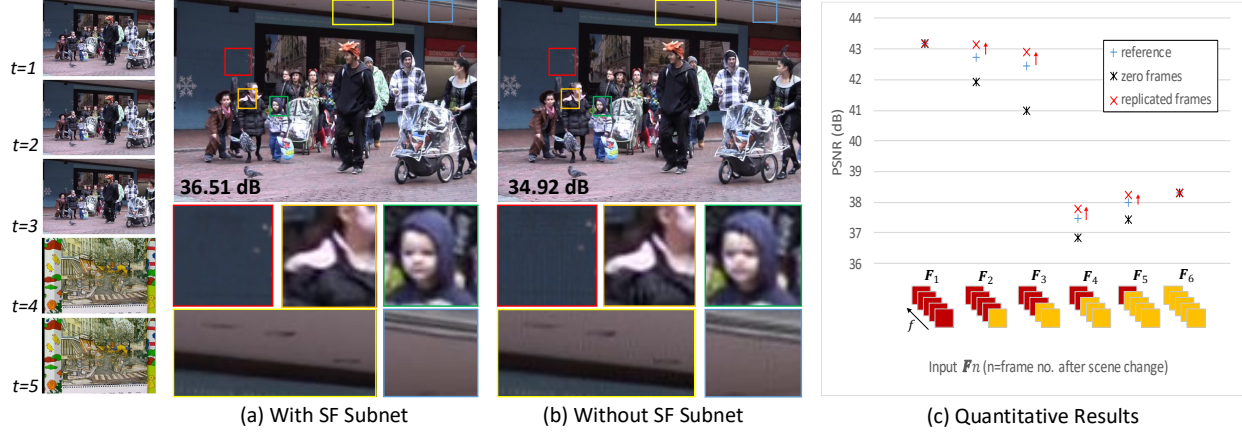 t=1
t=2
t=3
t=4
t=5
36.51 dB
(a) With SF Subnet
34.92 dB
(b) Without SF Subnet
PSNR (dB)
44
43
42
41
40
39
38
37
36
+ reference
zero frames
× replicated frames
F1 F2 F3 F4 F5 F6
f
Input Fn (n=frame no. after scene change)
(c) Quantitative Results